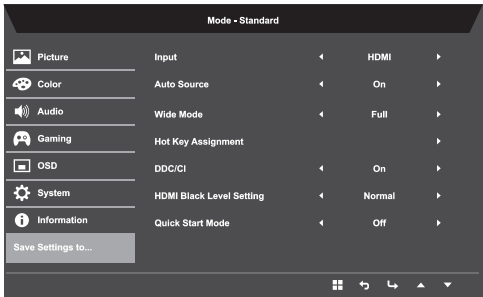 Mode - Standard
Picture
Input HDMI
Color
Auto Source On
Audio
Wide Mode Full
Gaming
Hot Key Assignment
OSD
DDC/CI On
System
HDMI Black Level Setting Normal
Information
Quick Start Mode Off
Save Settings to...